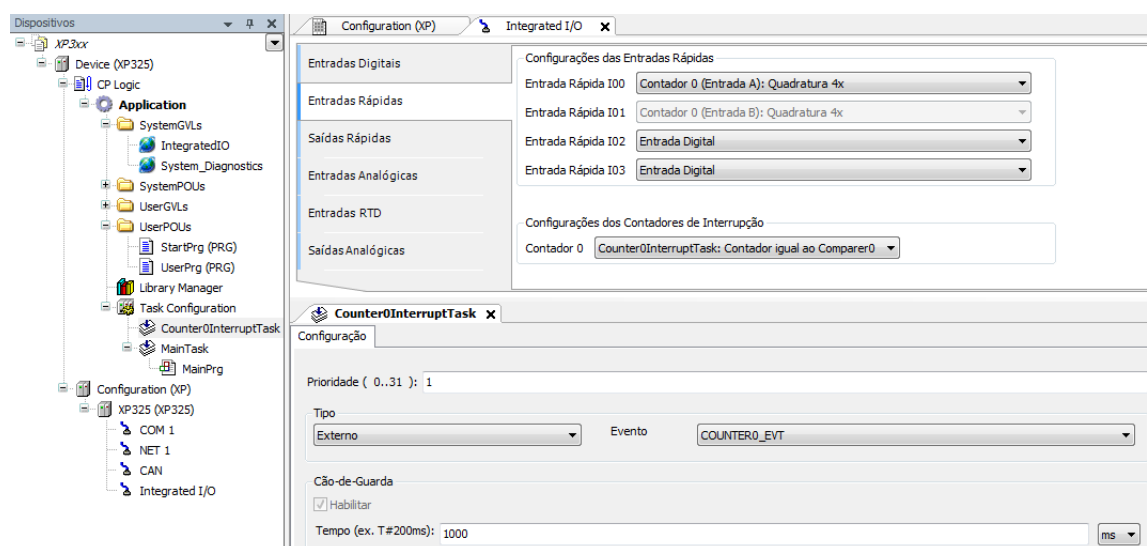 Dispositivos
XP3xx
Device (XP325)
CP Logic
Application
SystemGVLs
IntegratedIO
System_Diagnostics
SystemPOUs
UserGVLs
UserPOUs
StartPrg (PRG)
UserPrg (PRG)
Library Manager
Task Configuration
Counter0InterruptTask
MainTask
MainPrg
Configuration (XP)
XP325 (XP325)
COM 1
NET 1
CAN
Integrated I/O
Configuration (XP)
Integrated I/O
Entradas Digitais
Entradas Rápidas
Saídas Rápidas
Entradas Analógicas
Entradas RTD
Saídas Analógicas
Configurações das Entradas Rápidas
Entrada Rápida I00 Contador 0 (Entrada A): Quadratura 4x
Entrada Rápida I01 Contador 0 (Entrada B): Quadratura 4x
Entrada Rápida I02 Entrada Digital
Entrada Rápida I03 Entrada Digital
Configurações dos Contadores de Interrupção
Contador 0 Counter0InterruptTask: Contador igual ao Comparer0
Counter0InterruptTask
Configuração
Prioridade ( 0..31 ): 1
Tipo
Externo Evento COUNTER0_EVT
Cão-de-Guarda
Habilitar
Tempo (ex. T#200ms): 1000 ms